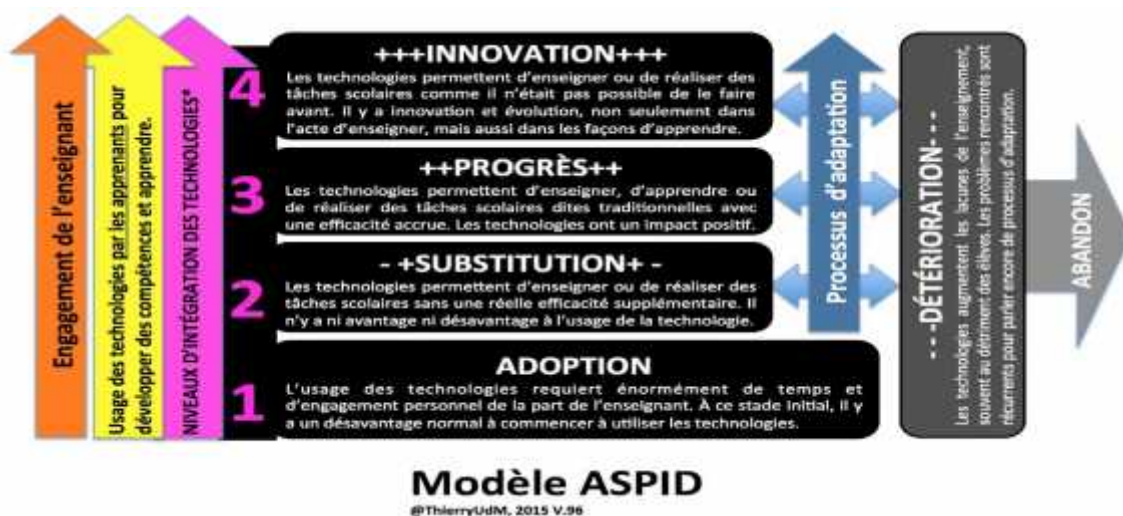 Engagement de l'enseignant
Usage des technologies par les apprenants pour
développer des compétences et apprendre.
NIVEAUX D'INTÉGRATION DES TECHNOLOGIES*
4
+++INNOVATION+++
Les technologies permettent d'enseigner ou de réaliser des
tâches scolaires comme il n'était pas possible de le faire
avant. Il y a innovation et évolution, non seulement dans
l'acte d'enseigner, mais aussi dans les façons d'apprendre.
3
++PROGRÈS++
Les technologies permettent d'enseigner, d'apprendre ou
de réaliser des tâches scolaires dites traditionnelles avec
une efficacité accrue. Les technologies ont un impact positif.
2
- +SUBSTITUTION+ -
Les technologies permettent d'enseigner ou de réaliser des
tâches scolaires sans une réelle efficacité supplémentaire. Il
n'y a ni avantage ni désavantage à l'usage de la technologie.
1
ADOPTION
L'usage des technologies requiert énormément de temps et
d'engagement personnel de la part de l'enseignant. À ce stade initial, il y
a un désavantage normal à commencer à utiliser les technologies.
Processus d'adaptation
- - -DÉTÉRIORATION- - -
Les technologies augmentent les lacunes de l'enseignement,
souvent au détriment des élèves. Les problèmes rencontrés sont
récurrents pour parler encore de processus d'adaptation.
ABANDON
Modèle ASPID
@ThierryUdM, 2015 V.96